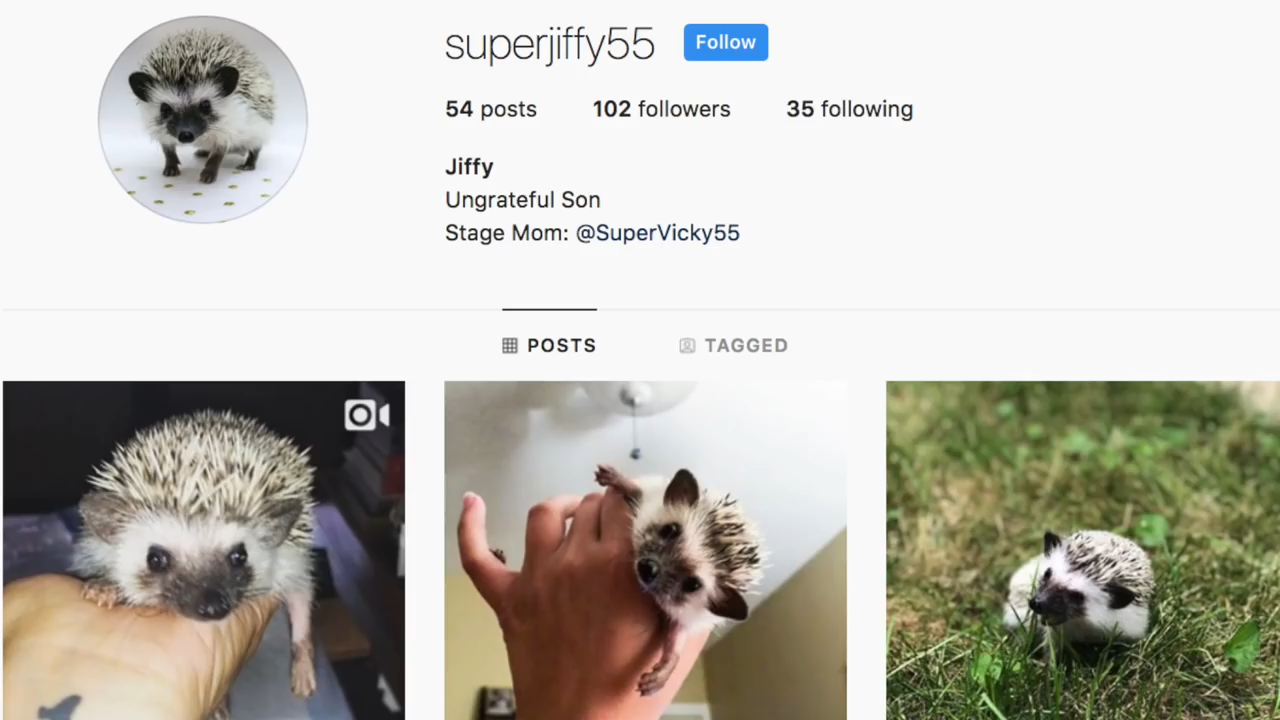 superjiffy55 Follow
54 posts 102 followers 35 following
Jiffy
Ungrateful Son
Stage Mom: @SuperVicky55
POSTS TAGGED